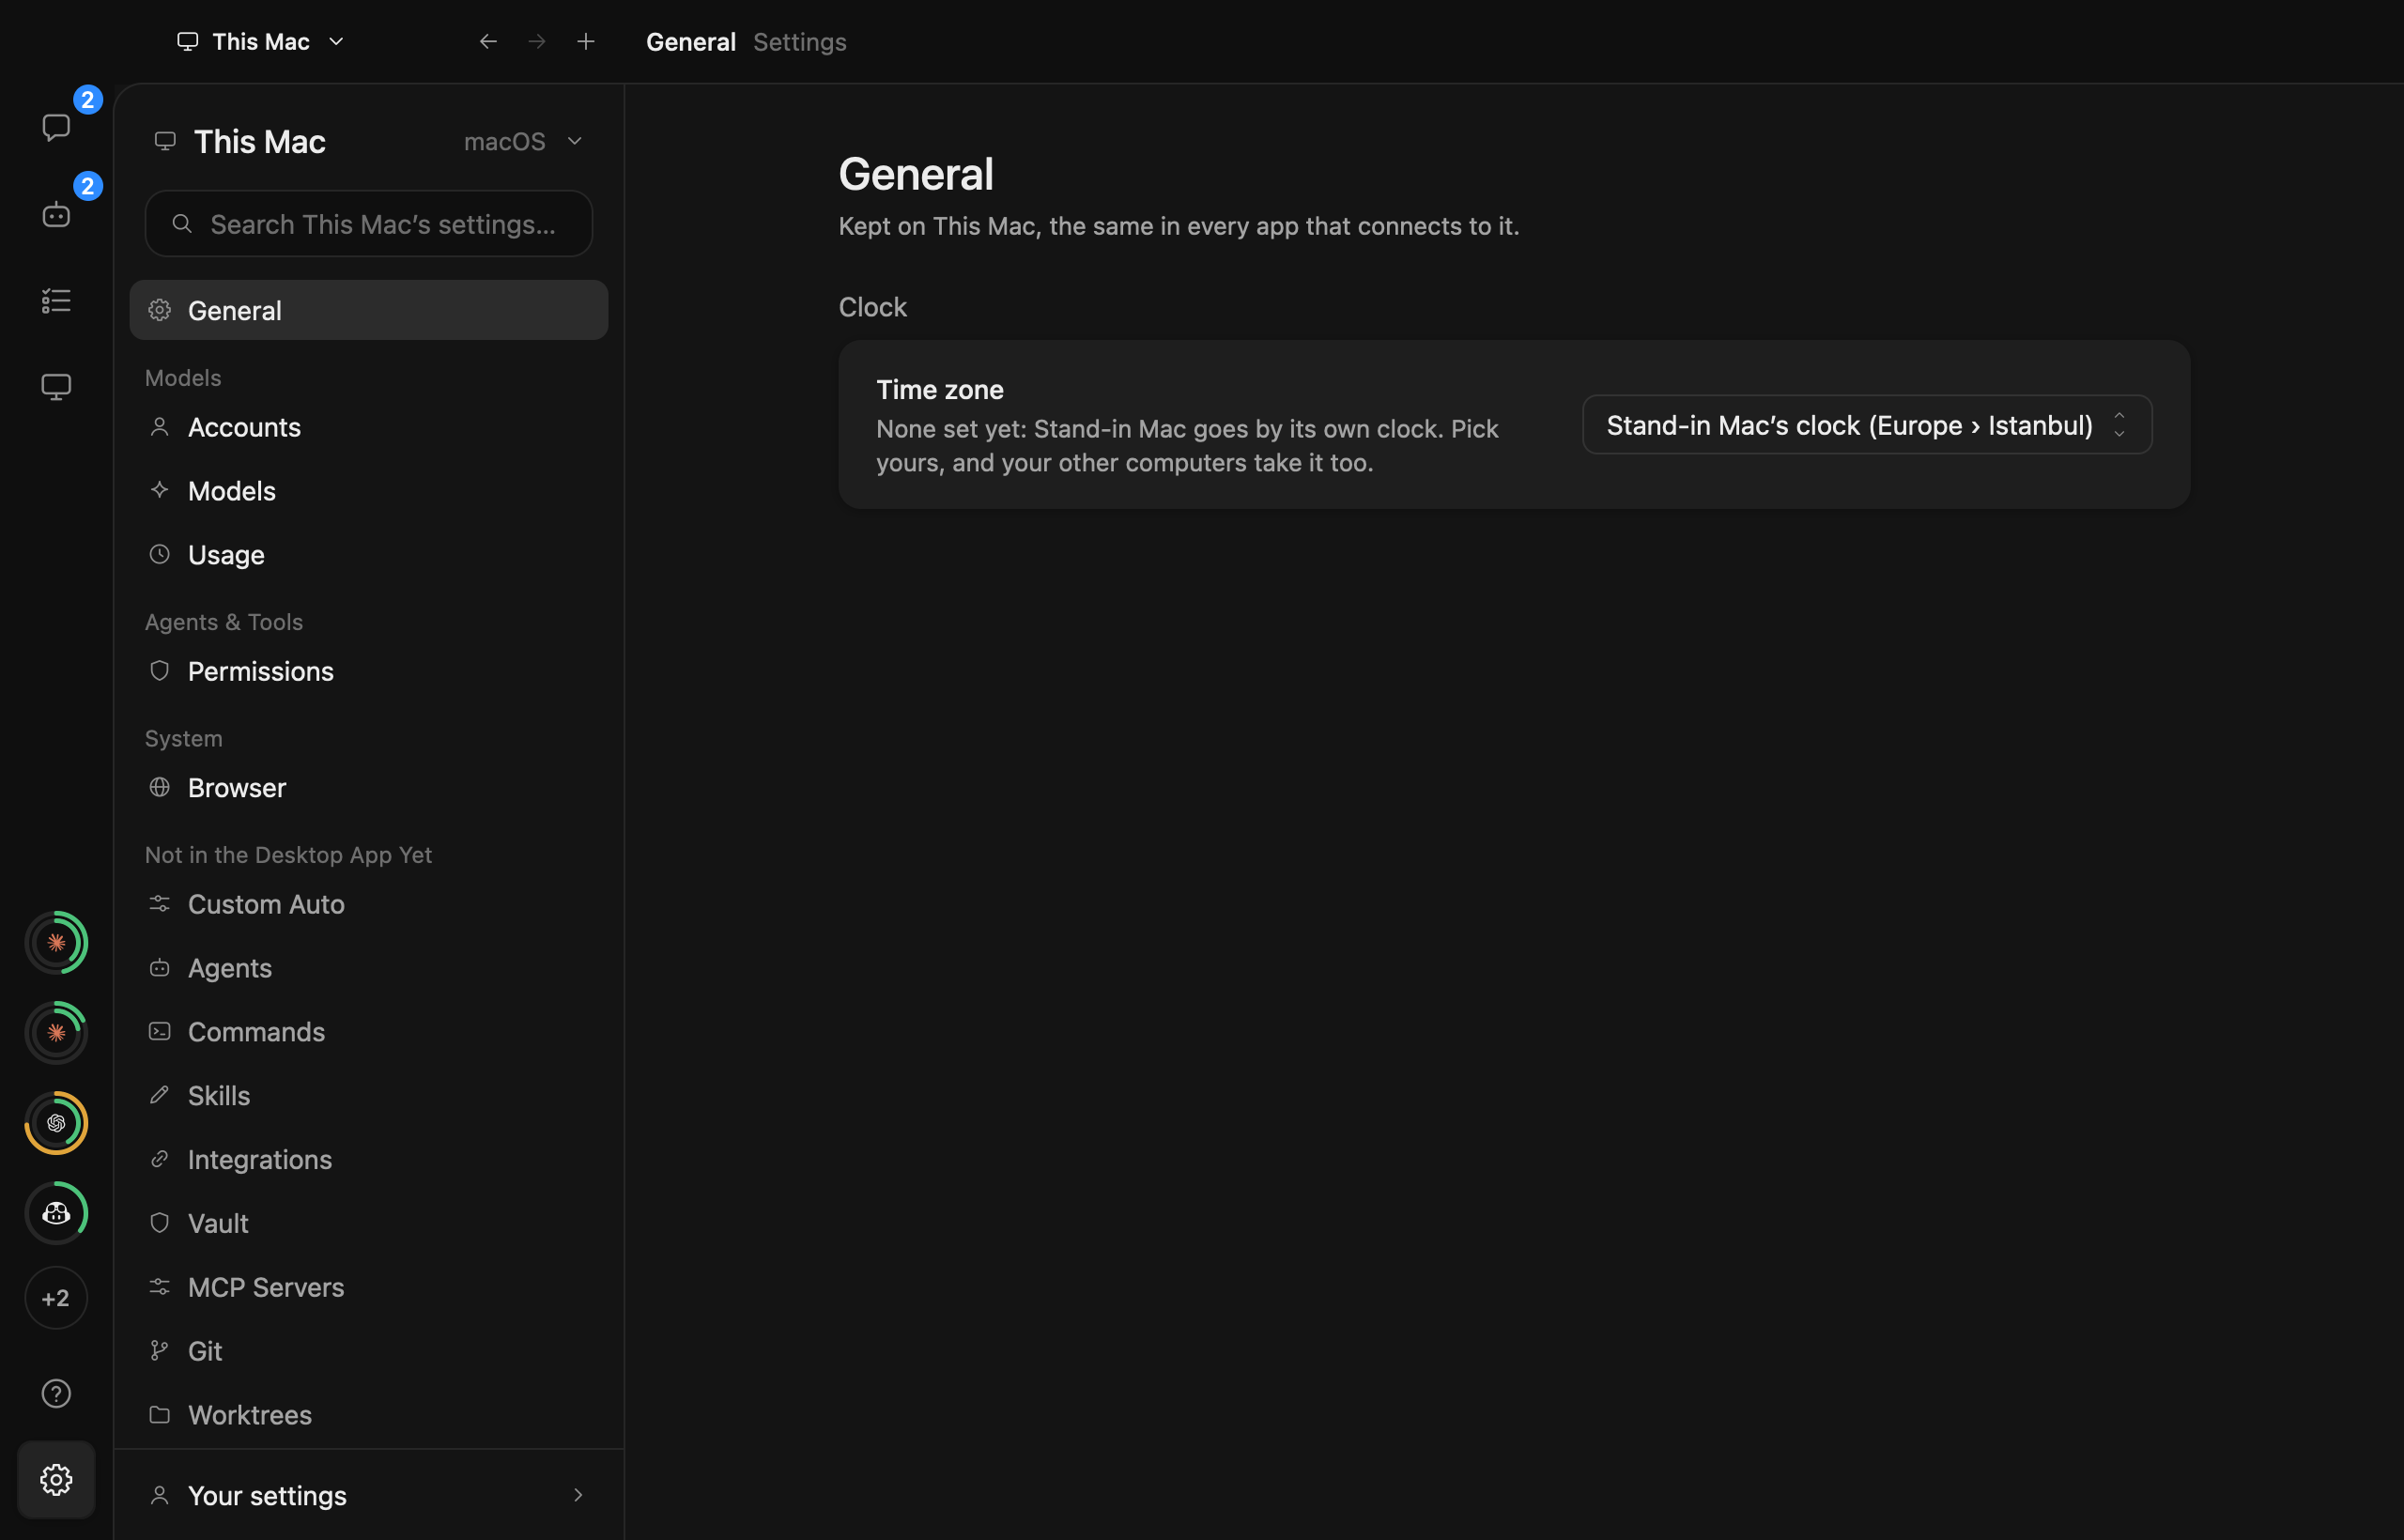 This Mac
General Settings
2
2
This Mac macOS
Search This Mac’s settings...
General
Models
Accounts
Models
Usage
Agents & Tools
Permissions
System
Browser
Not in the Desktop App Yet
Custom Auto
Agents
Commands
Skills
Integrations
Vault
MCP Servers
Git
Worktrees
Your settings
+2
General
Kept on This Mac, the same in every app that connects to it.
Clock
Time zone
None set yet: Stand-in Mac goes by its own clock. Pick
yours, and your other computers take it too.
Stand-in Mac’s clock (Europe › Istanbul)